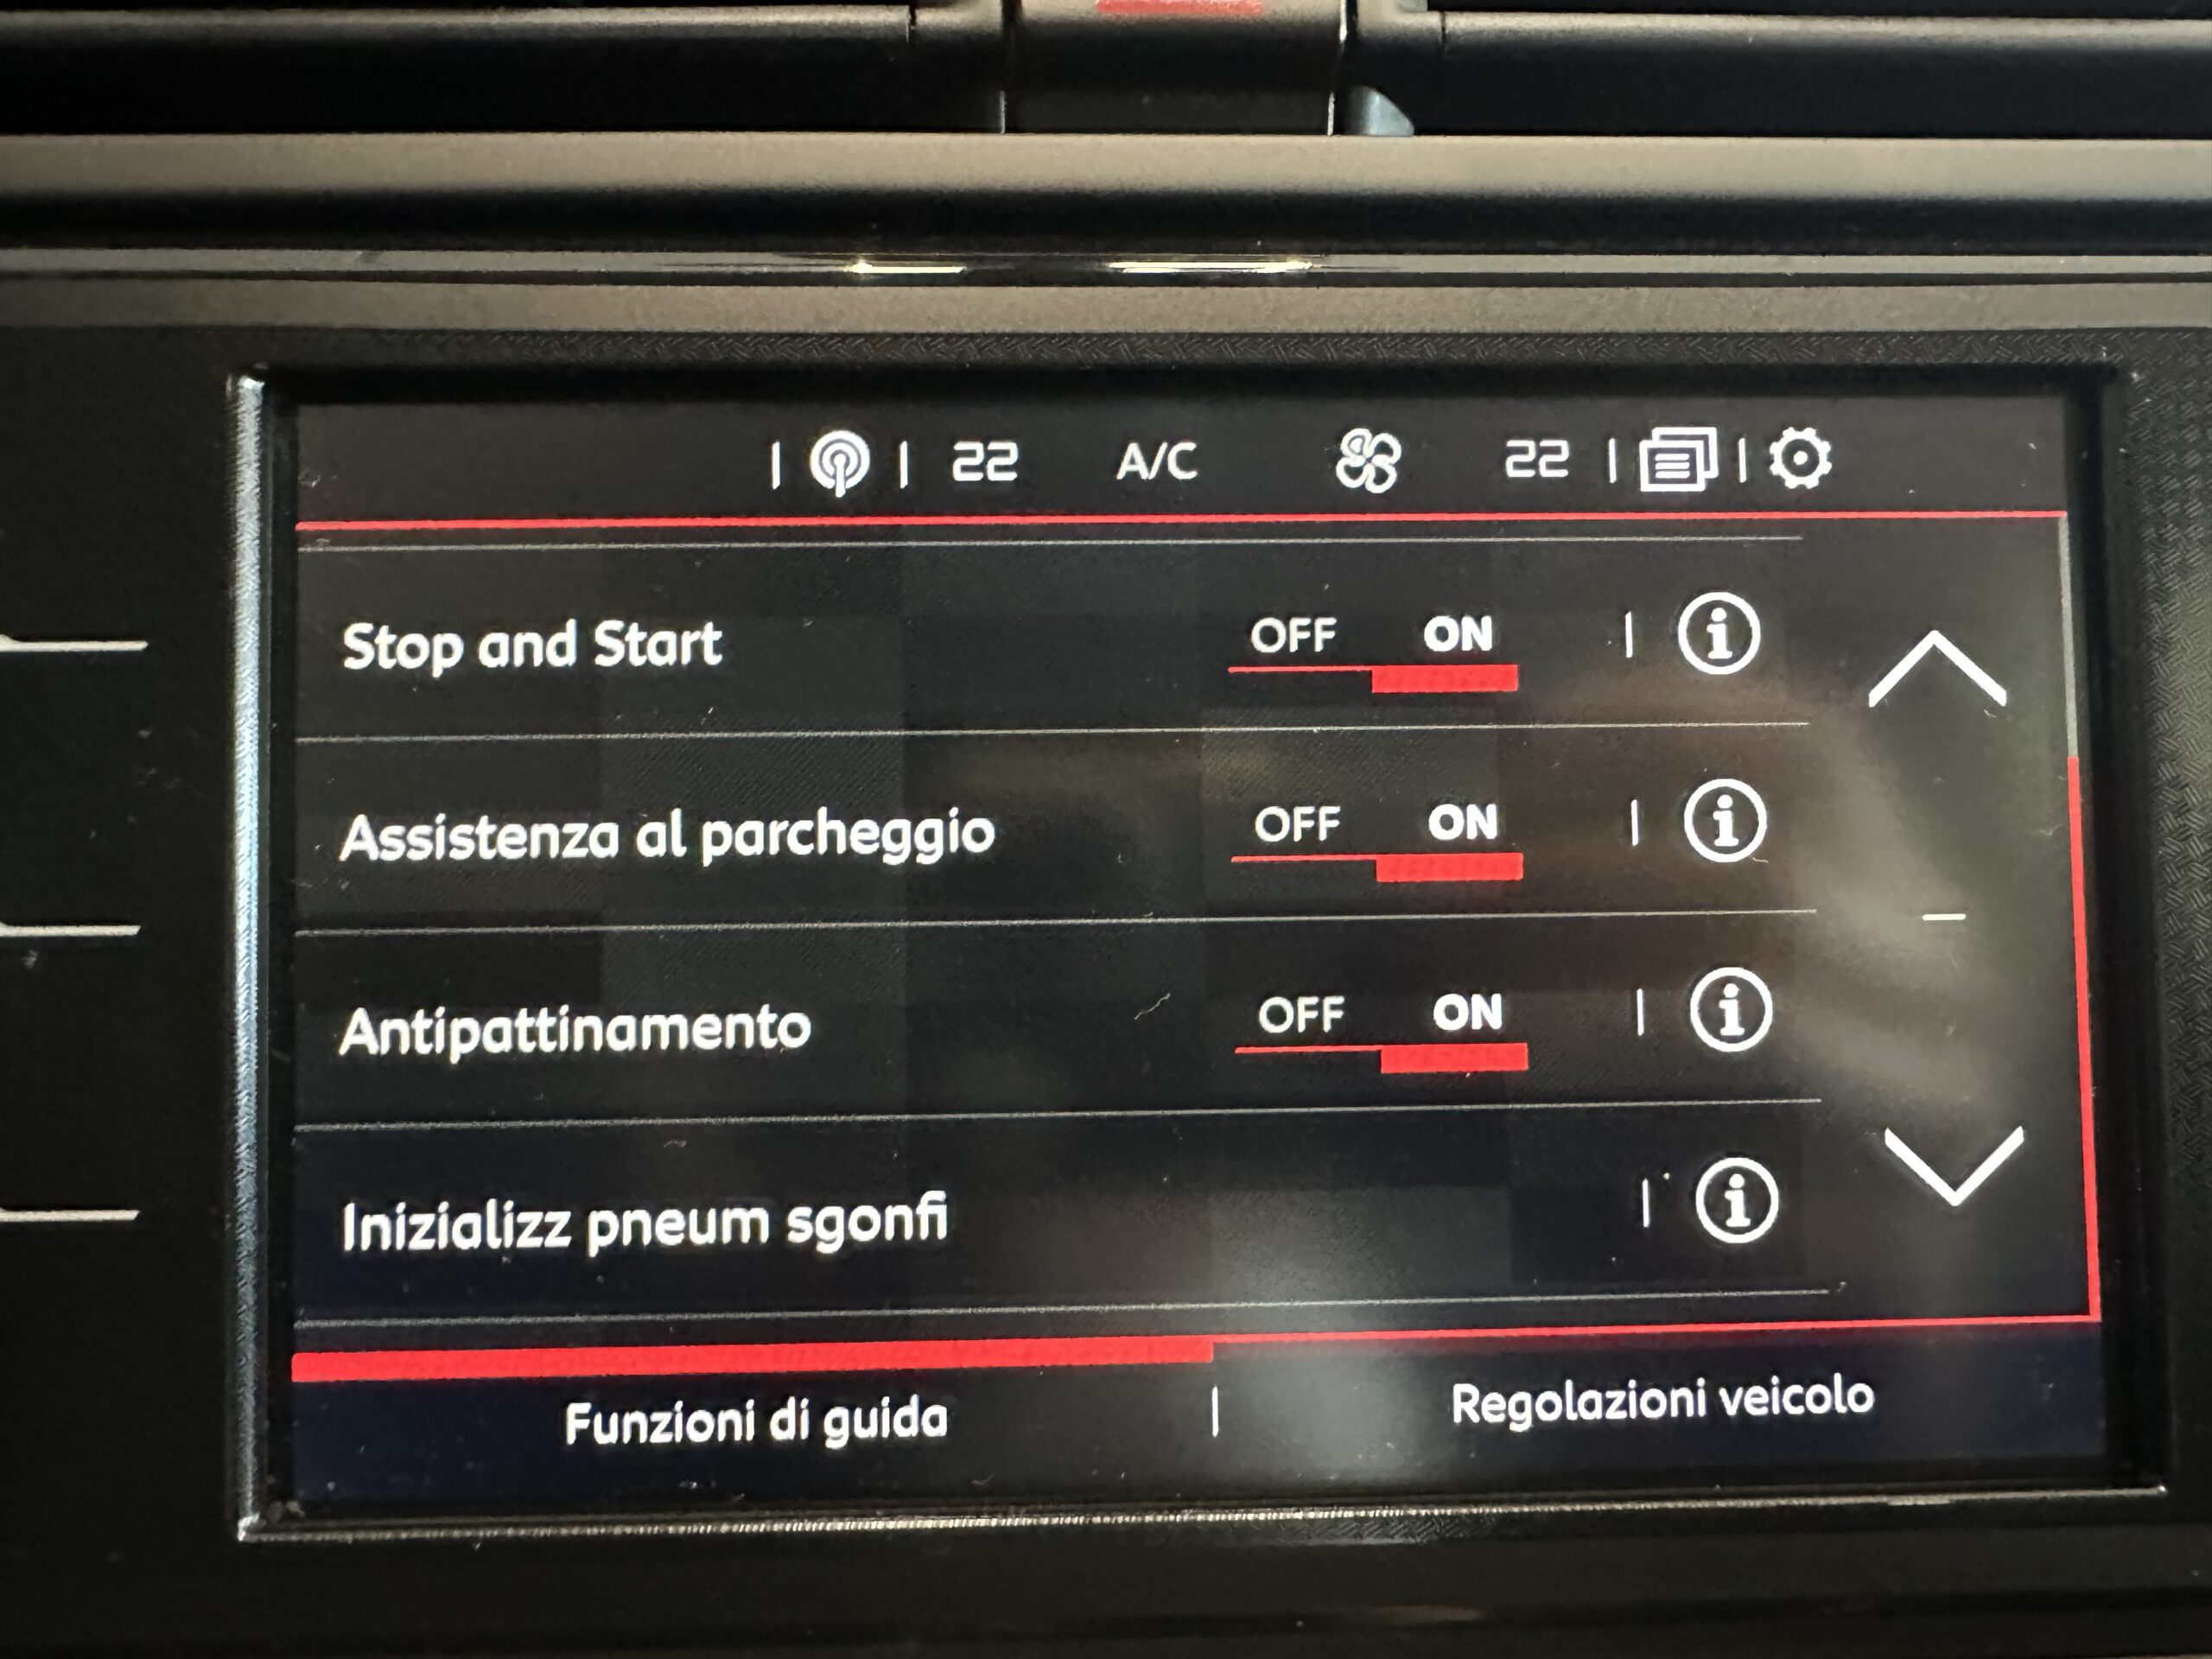 22 A/C 22
Stop and Start OFF ON
Assistenza al parcheggio OFF ON
Antipattinamento OFF ON
Inizializz pneum sgonfi
Funzioni di guida | Regolazioni veicolo